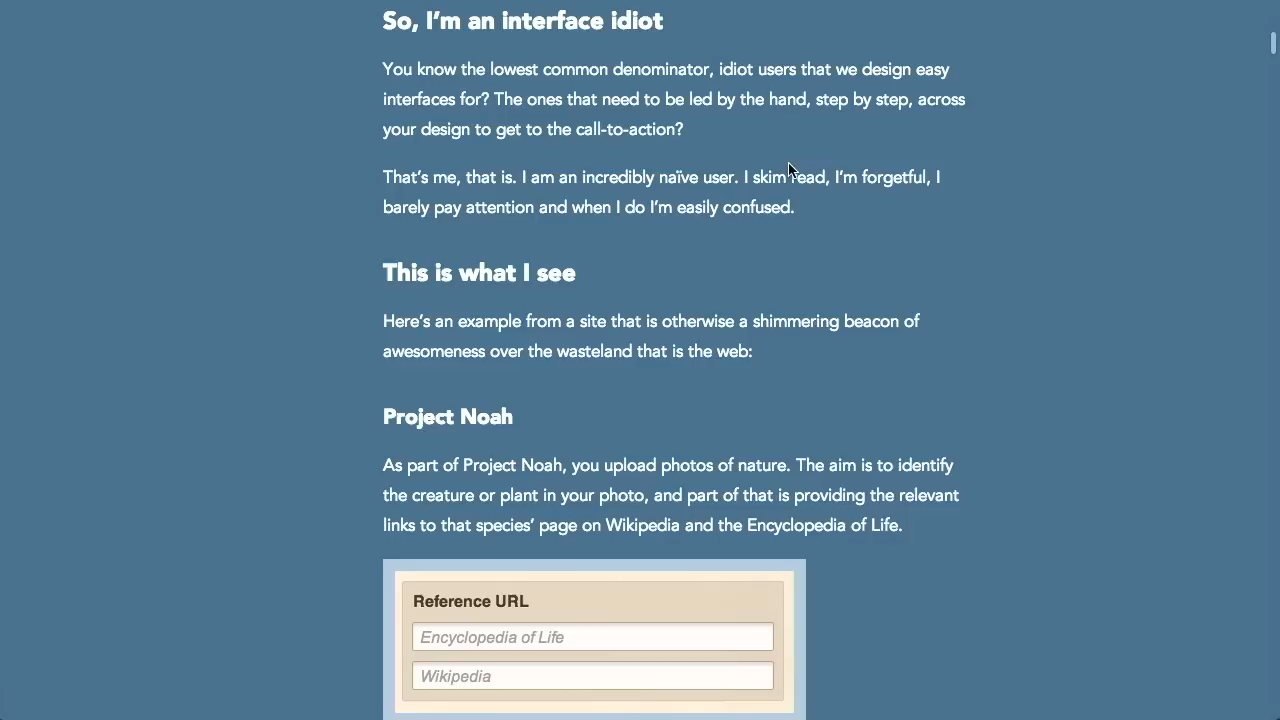 So, I’m an interface idiot
You know the lowest common denominator, idiot users that we design easy
interfaces for? The ones that need to be led by the hand, step by step, across
your design to get to the call-to-action?
That’s me, that is. I am an incredibly naïve user. I skim read, I’m forgetful, I
barely pay attention and when I do I’m easily confused.
This is what I see
Here’s an example from a site that is otherwise a shimmering beacon of
awesomeness over the wasteland that is the web:
Project Noah
As part of Project Noah, you upload photos of nature. The aim is to identify
the creature or plant in your photo, and part of that is providing the relevant
links to that species’ page on Wikipedia and the Encyclopedia of Life.
Reference URL
Encyclopedia of Life
Wikipedia